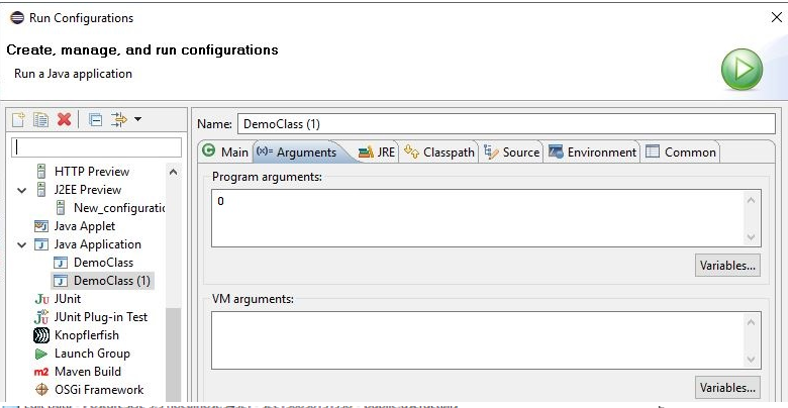 Run Configurations
Create, manage, and run configurations
Run a Java application
Name: DemoClass (1)
Main (x)= Arguments JRE Classpath Source Environment Common
HTTP Preview
J2EE Preview
New_configuratic
Java Applet
Java Application
DemoClass
DemoClass (1)
JUnit
JUnit Plug-in Test
Knopflerfish
Launch Group
m2 Maven Build
OSGi Framework
Program arguments:
0
Variables...
VM arguments:
Variables...